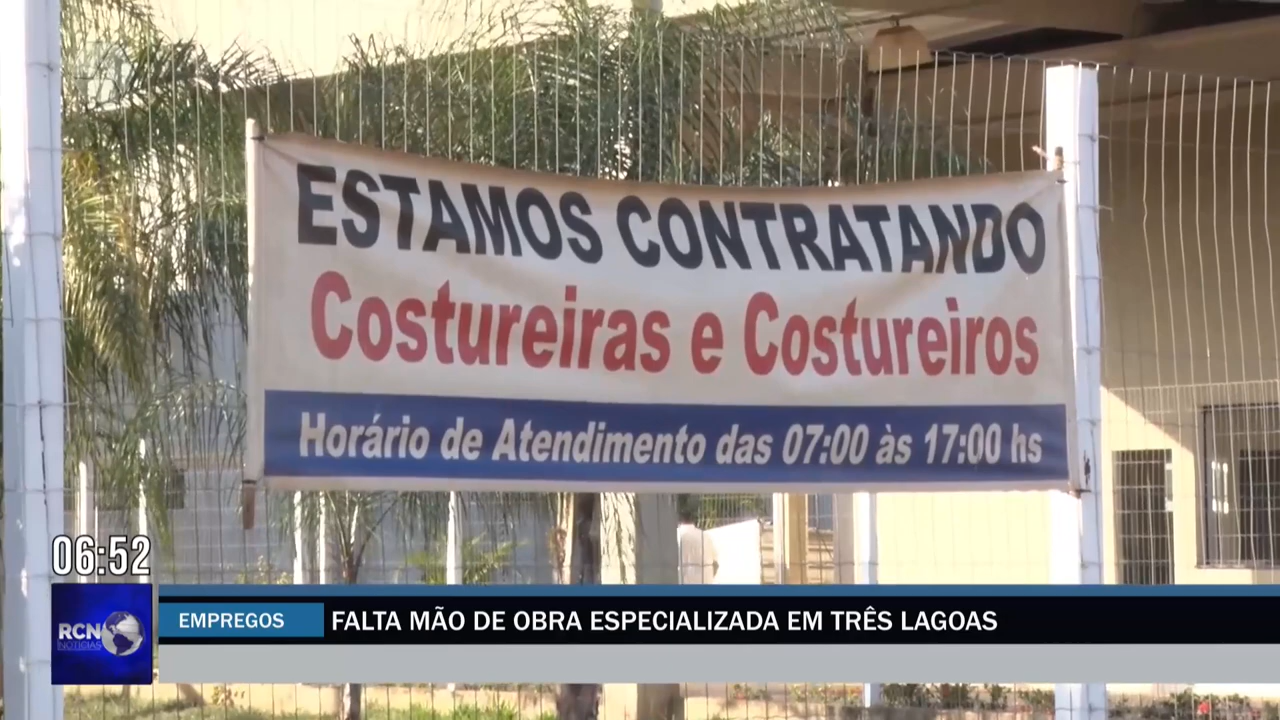 ESTAMOS CONTRATANDO
Costureiras e Costureiros
Horário de Atendimento das 07:00 às 17:00 hs
06:52
RCN
NOTÍCIAS
EMPREGOS
FALTA MÃO DE OBRA ESPECIALIZADA EM TRÊS LAGOAS